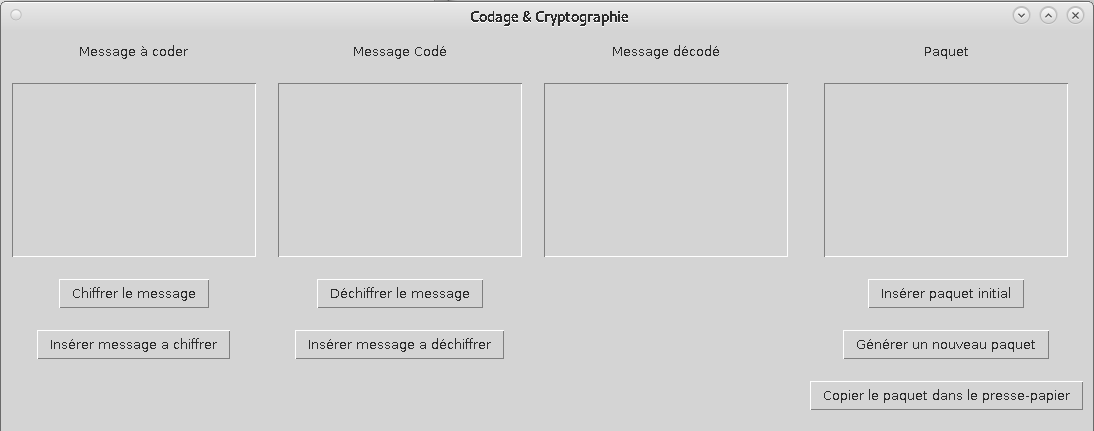 Codage & Cryptographie
Message à coder
Message Codé
Message décodé
Paquet
Chiffrer le message
Déchiffrer le message
Insérer paquet initial
Insérer message a chiffrer
Insérer message a déchiffrer
Générer un nouveau paquet
Copier le paquet dans le presse-papier